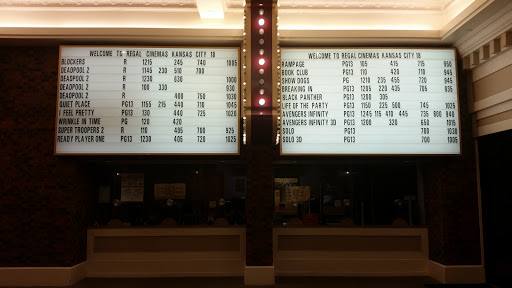 WELCOME TO REGAL CINEMAS KANSAS CITY 18
BLOCKERS R 1215 245 740 1005
DEADPOOL 2 R 1145 230 510 700
DEADPOOL 2 R 1230 630 1000
DEADPOOL 2 R 100 330 930
DEADPOOL 2 R 400 750 1030
QUIET PLACE PG13 1155 215 440 710 1045
I FEEL PRETTY PG13 130 440 725 1020
WRINKLE IN TIME PG 120 420
SUPER TROOPERS 2 R 110 405 700 925
READY PLAYER ONE PG13 1230 405 720 1025
WELCOME TO REGAL CINEMAS KANSAS CITY 18
RAMPAGE PG13 105 415 715 950
BOOK CLUB PG13 110 420 715 945
SHOW DOGS PG 1210 235 455 720 945
BREAKING IN PG13 1205 220 435 705 935
BLACK PANTHER PG13 1200 305
LIFE OF THE PARTY PG13 1150 225 500 745 1025
AVENGERS INFINITY PG13 1245 115 410 445 735 800 940
AVENGERS INFINITY 3D PG13 1200 320 650 1015
SOLO PG13 700 1030
SOLO 3D PG13 700 1005